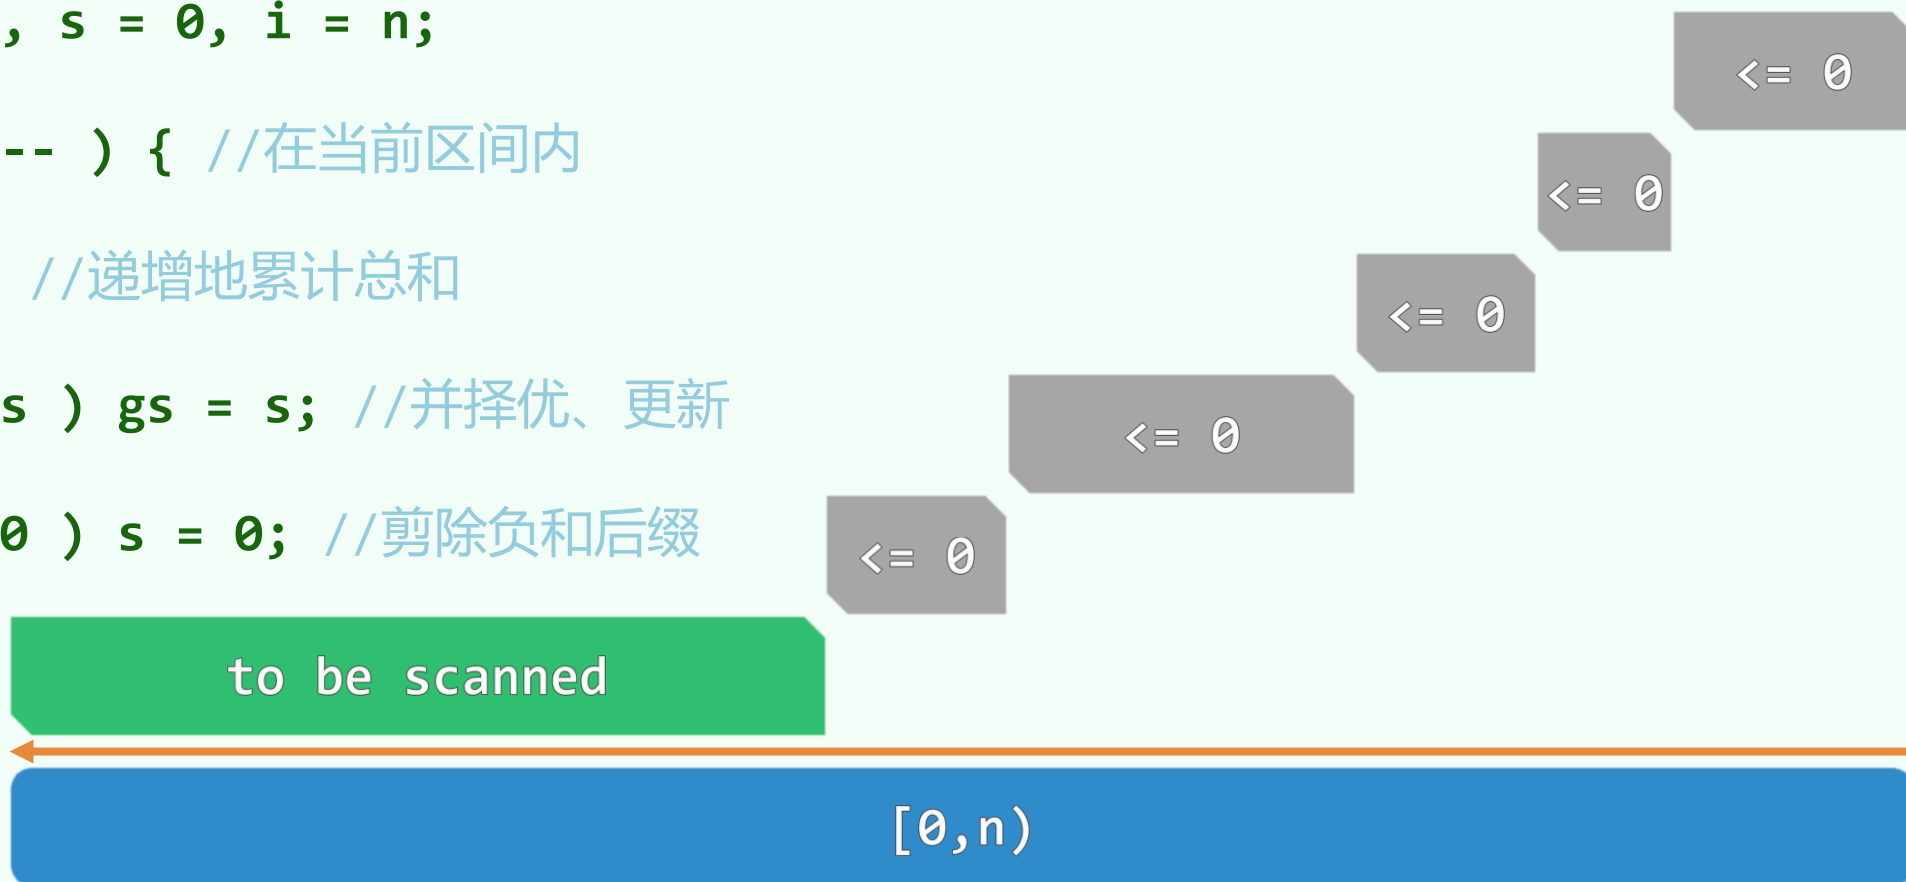 , s = 0, i = n;
<= 0
-- ) { //在当前区间内
<= 0
//递增地累计总和
<= 0
s ) gs = s; //并择优、更新
<= 0
0 ) s = 0; //剪除负和后缀
<= 0
to be scanned
[0,n)